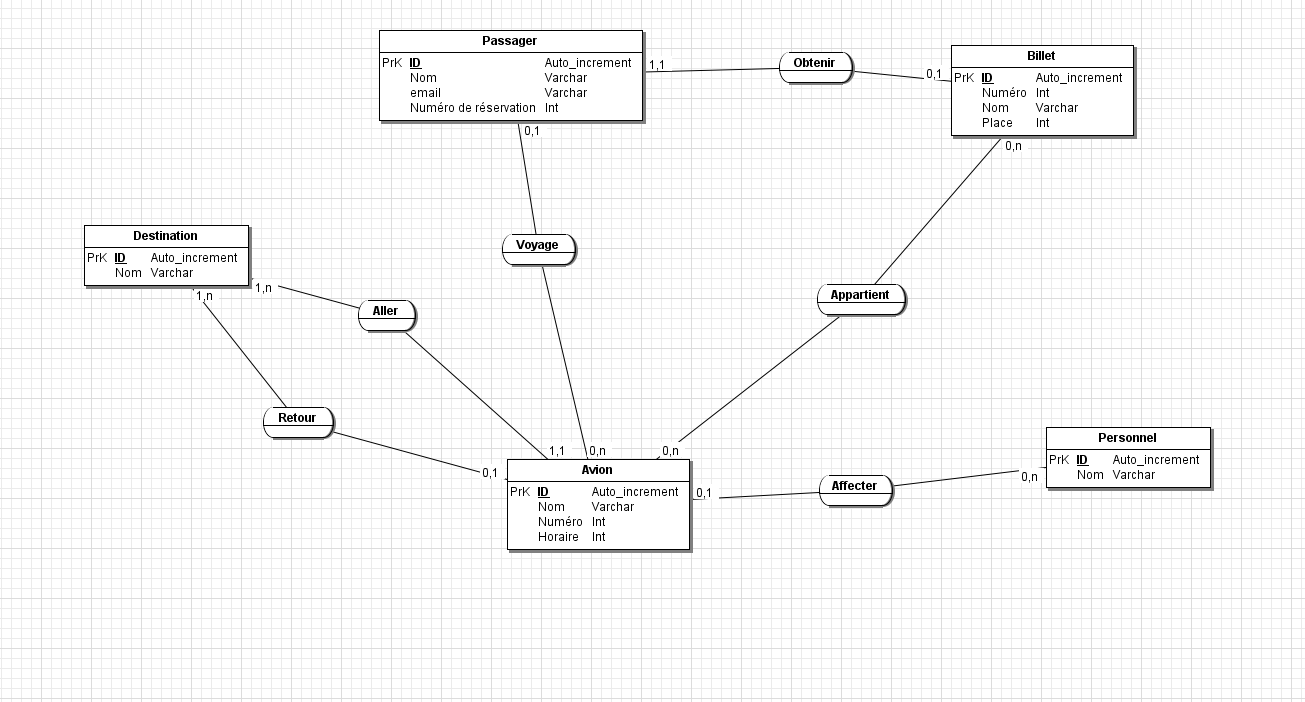 Passager
PrK ID Auto_increment
Nom Varchar
email Varchar
Numéro de réservation Int
1,1
Obtenir
0,1
Billet
PrK ID Auto_increment
Numéro Int
Nom Varchar
Place Int
0,1
0,n
Destination
PrK ID Auto_increment
Nom Varchar
Voyage
1,n
1,n
Aller
Appartient
Retour
0,1
1,1
0,n
0,n
Avion
PrK ID Auto_increment
Nom Varchar
Numéro Int
Horaire Int
0,1
Affecter
0,n
Personnel
PrK ID Auto_increment
Nom Varchar